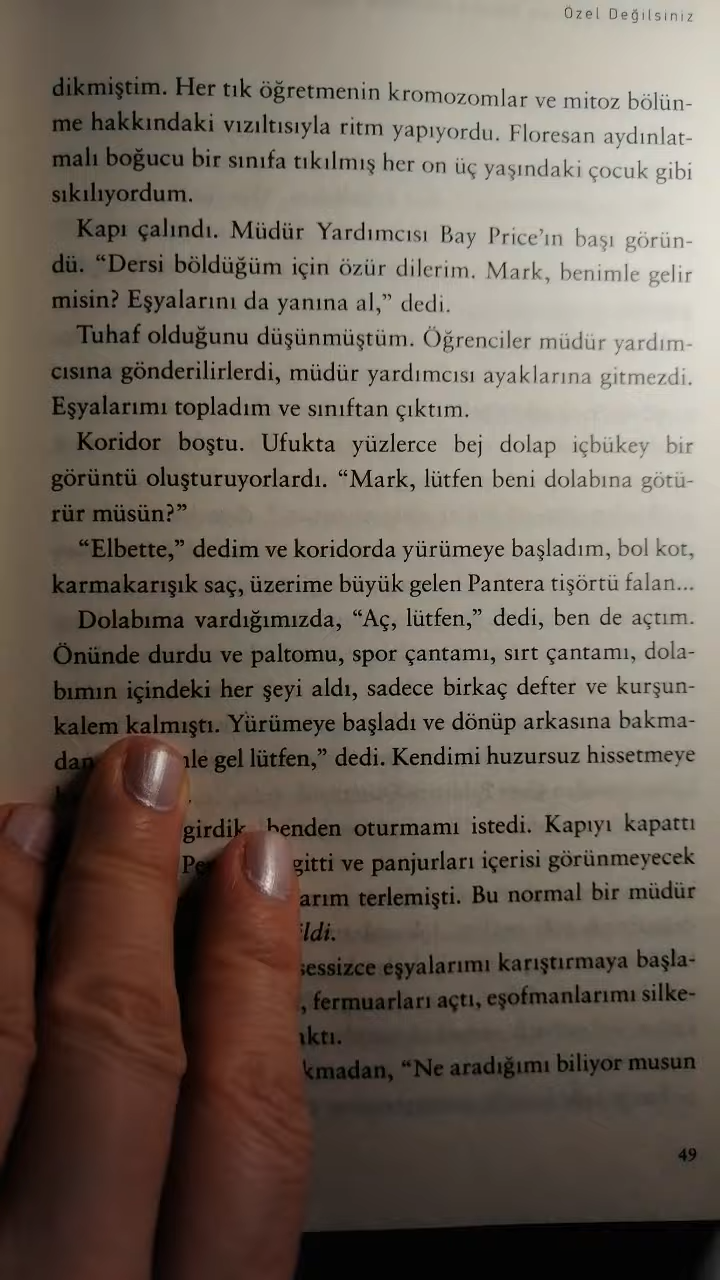 Özel Değilsiniz
dikmiştim. Her tık öğretmenin kromozomlar ve mitoz bölün-
me hakkındaki vızıltısıyla ritm yapıyordu. Floresan aydınlat-
malı boğucu bir sınıfa tıkılmış her on üç yaşındaki çocuk gibi
sıkılıyordum.
Kapı çalındı. Müdür Yardımcısı Bay Price’ın başı görün-
dü. “Dersi böldüğüm için özür dilerim. Mark, benimle gelir
misin? Eşyalarını da yanına al,” dedi.
Tuhaf olduğunu düşünmüştüm. Öğrenciler müdür yardım-
cısına gönderilirlerdi, müdür yardımcısı ayaklarına gitmezdi.
Eşyalarımı topladım ve sınıftan çıktım.
Koridor boştu. Ufukta yüzlerce bej dolap içbükey bir
görüntü oluşturuyorlardı. “Mark, lütfen beni dolabına götü-
rür müsün?”
“Elbette,” dedim ve koridorda yürümeye başladım, bol kot,
karmakarışık saç, üzerime büyük gelen Pantera tişörtü falan...
Dolabıma vardığımızda, “Aç, lütfen,” dedi, ben de açtım.
Önünde durdu ve paltomu, spor çantamı, sırt çantamı, dola-
bımın içindeki her şeyi aldı, sadece birkaç defter ve kurşun-
kalem kalmıştı. Yürümeye başladı ve dönüp arkasına bakma-
gel lütfen,” dedi. Kendimi huzursuz hissetmeye
girdik, benden oturmamı istedi. Kapıyı kapattı
gitti ve panjurları içerisi görünmeyecek
terlemişti. Bu normal bir müdür
sessizce eşyalarımı karıştırmaya başla-
, fermuarları açtı, eşofmanlarımı silke-
“Ne aradığımı biliyor musun
49